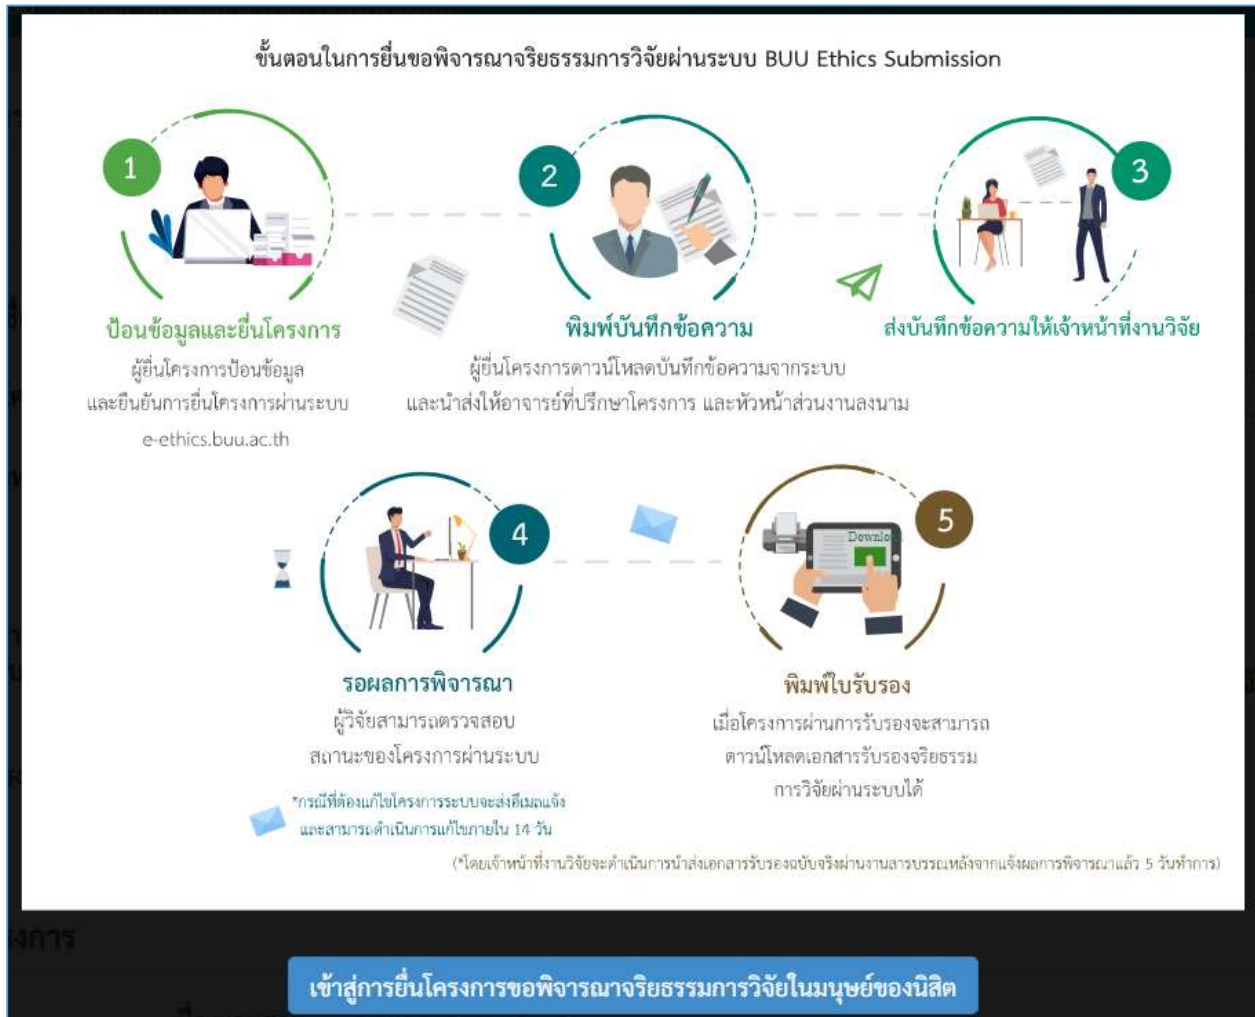 ขั้นตอนในการยื่นขอพิจารณาจริยธรรมการวิจัยผ่านระบบ BUU Ethics Submission
1
2
3
ป้อนข้อมูลและยื่นโครงการ
ผู้ยื่นโครงการป้อนข้อมูล
และยืนยันการยื่นโครงการผ่านระบบ
e-ethics.buu.ac.th
พิมพ์บันทึกข้อความ
ผู้ยื่นโครงการดาวน์โหลดบันทึกข้อความจากระบบ
และนำส่งให้อาจารย์ที่ปรึกษาโครงการ และหัวหน้าส่วนงานลงนาม
ส่งบันทึกข้อความให้เจ้าหน้าที่งานวิจัย
4
5
Downlo
รอผลการพิจารณา
ผู้วิจัยสามารถตรวจสอบ
สถานะของโครงการผ่านระบบ
*กรณีที่ต้องแก้ไขโครงการระบบจะส่งอีเมลแจ้ง
และสามารถดำเนินการแก้ไขภายใน 14 วัน
พิมพ์ใบรับรอง
เมื่อโครงการผ่านการรับรองจะสามารถ
ดาวน์โหลดเอกสารรับรองจริยธรรม
การวิจัยผ่านระบบได้
(*โดยเจ้าหน้าที่งานวิจัยจะดำเนินการนำส่งเอกสารรับรองฉบับจริงผ่านงานสารบรรณหลังจากแจ้งผลการพิจารณาแล้ว 5 วันทำการ)
เข้าสู่การยื่นโครงการขอพิจารณาจริยธรรมการวิจัยในมนุษย์ของนิสิต